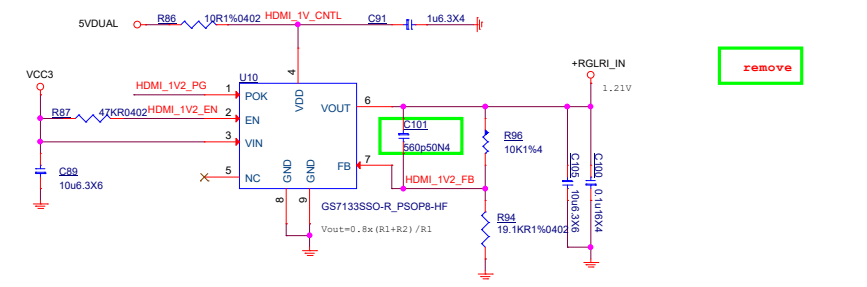 5VDUAL
R86
10R1%0402
HDMI_1V_CNTL
C91
1u6.3X4
+RGLRI_IN
1.21V
remove
VCC3
HDMI_1V2_PG
U10
4
VDD
1
POK
R87
47KR0402
HDMI_1V2_EN
2
EN
3
VIN
VOUT
6
C101
560p50N4
R96
10K1%4
C89
10u6.3X6
5
NC
GND
GND
FB
7
HDMI_1V2_FB
C105
10u6.3X6
C100
0.1u16X4
8
9
GS7133SSO-R_PSOP8-HF
R94
19.1KR1%0402
Vout=0.8x(R1+R2)/R1